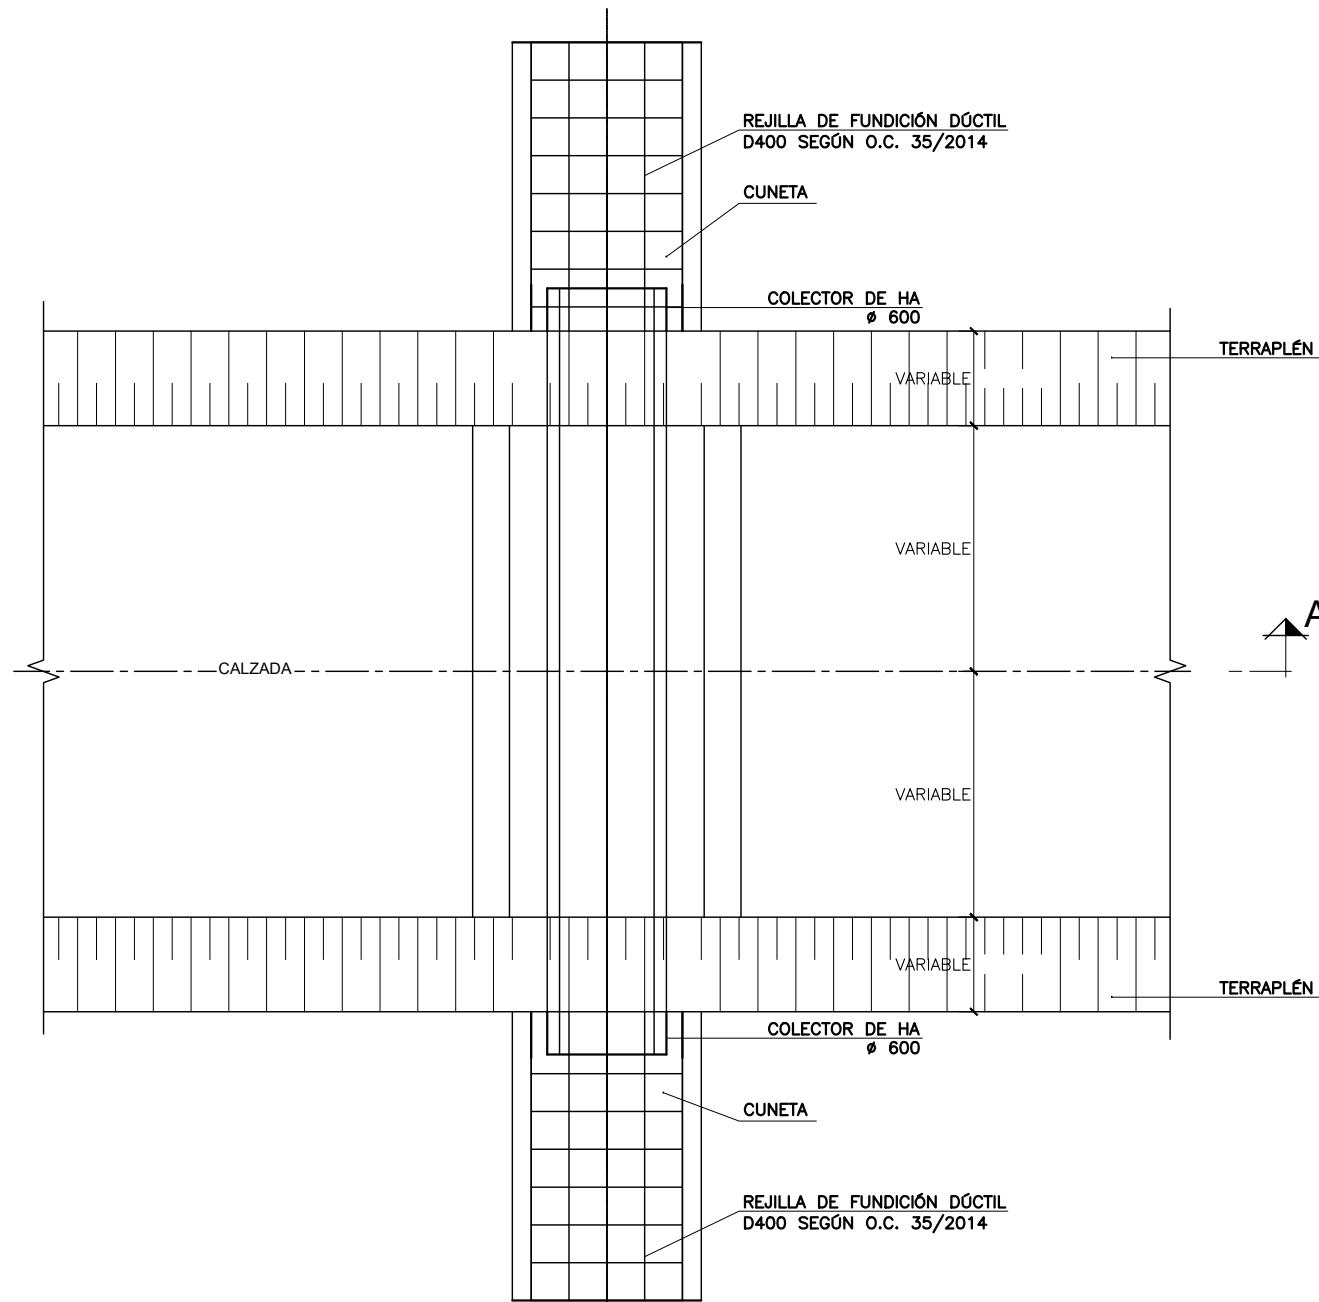 REJILLA DE FUNDICIÓN DÚCTIL
D400 SEGÚN O.C. 35/2014
CUNETA
COLECTOR DE HA
ø 600
TERRAPLÉN
VARIABLE
VARIABLE
A
CALZADA
VARIABLE
VARIABLE
TERRAPLÉN
COLECTOR DE HA
ø 600
CUNETA
REJILLA DE FUNDICIÓN DÚCTIL
D400 SEGÚN O.C. 35/2014